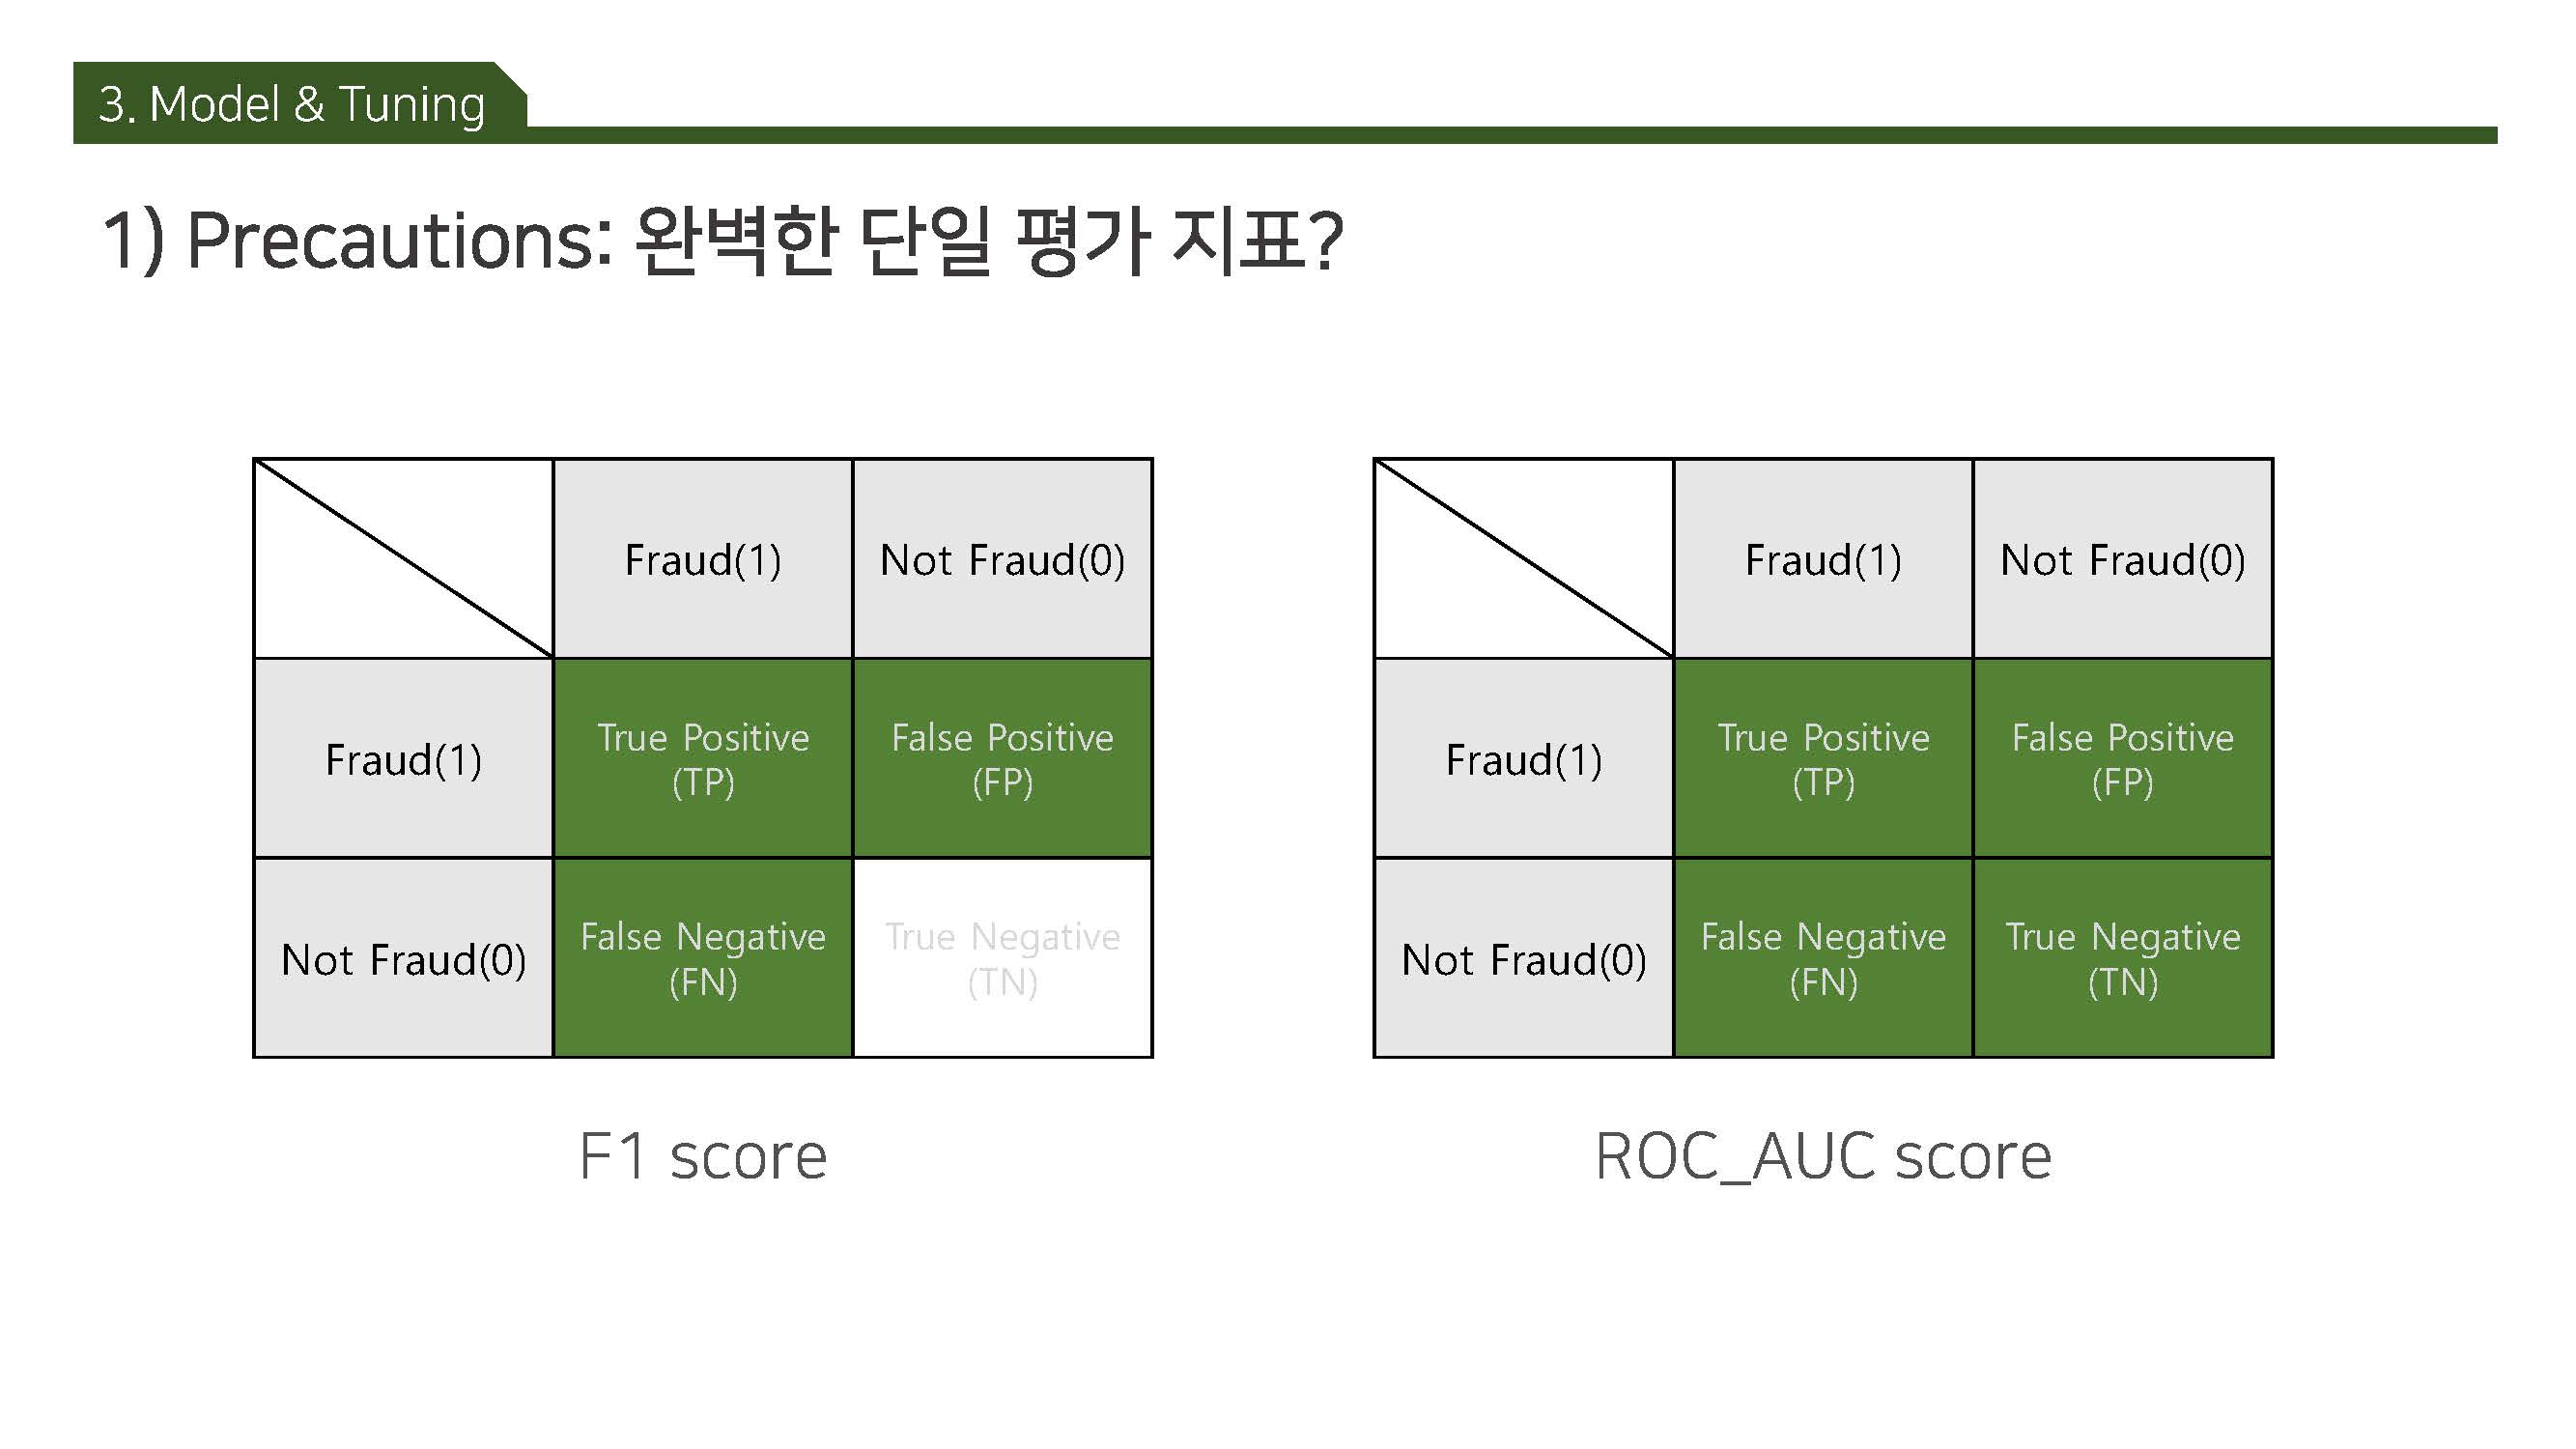 3. Model & Tuning
1) Precautions: 완벽한 단일 평가 지표?
Fraud(1)
Not Fraud(0)
Fraud(1)
True Positive
(TP)
False Positive
(FP)
Not Fraud(0)
False Negative
(FN)
True Negative
(TN)
F1 score
Fraud(1)
Not Fraud(0)
Fraud(1)
True Positive
(TP)
False Positive
(FP)
Not Fraud(0)
False Negative
(FN)
True Negative
(TN)
ROC_AUC score